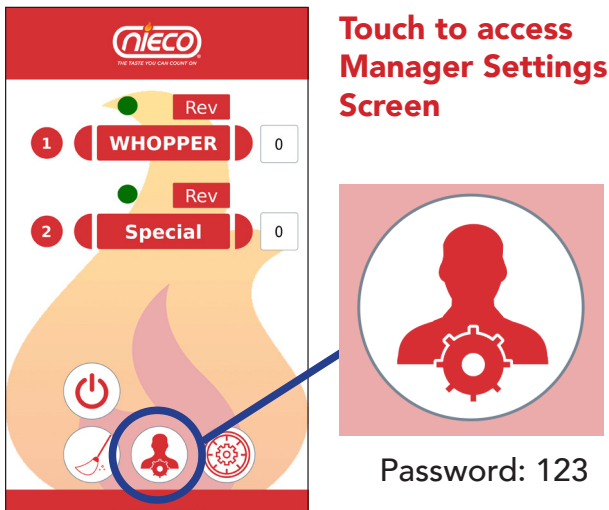 nieco
THE TASTE YOU CAN COUNT ON
Rev
1 WHOPPER 0
Rev
2 Special 0
Touch to access
Manager Settings
Screen
Password: 123